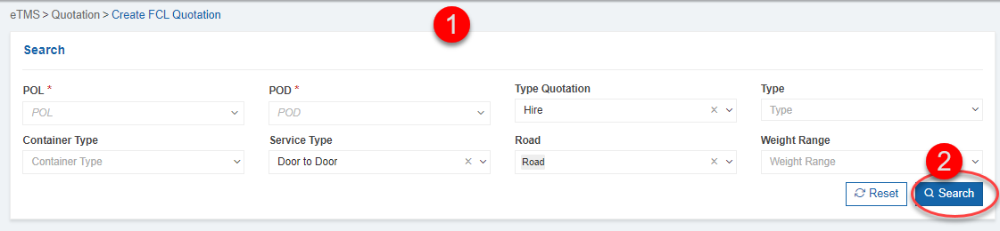 eTMS > Quotation > Create FCL Quotation
1
Search
POL * POD * Type Quotation Type
POL POD Hire × Type
Container Type Service Type Road Weight Range
Container Type Door to Door × Road × Weight Range
2
Reset Search